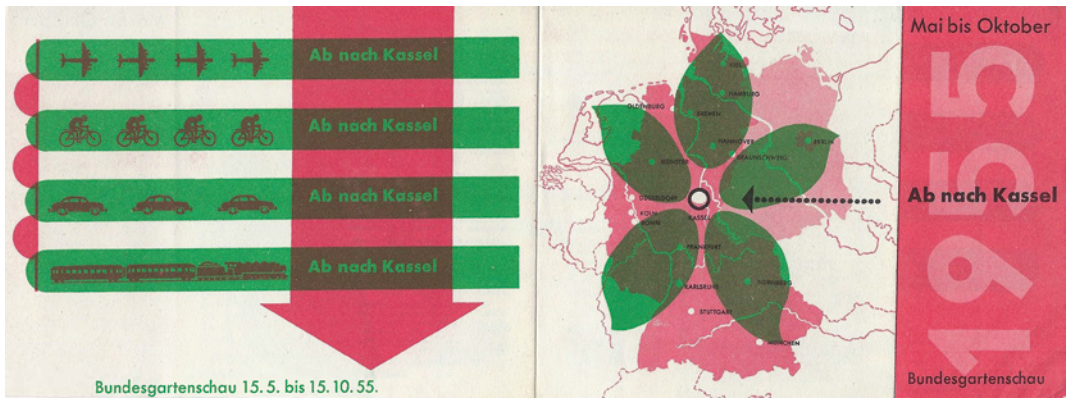 Ab nach Kassel
Ab nach Kassel
Ab nach Kassel
Ab nach Kassel
Bundesgartenschau 15.5. bis 15.10.55.
KIEL
HAMBURG
OLDENBURG
BREMEN
HANNOVER
BERLIN
BRAUNSCHWEIG
MÜNSTER
DÜSSELDORF
KÖLN
BONN
KASSEL
FRANKFURT
KARLSRUHE
NÜRNBERG
STUTTGART
MÜNCHEN
Mai bis Oktober
1955
Ab nach Kassel
Bundesgartenschau